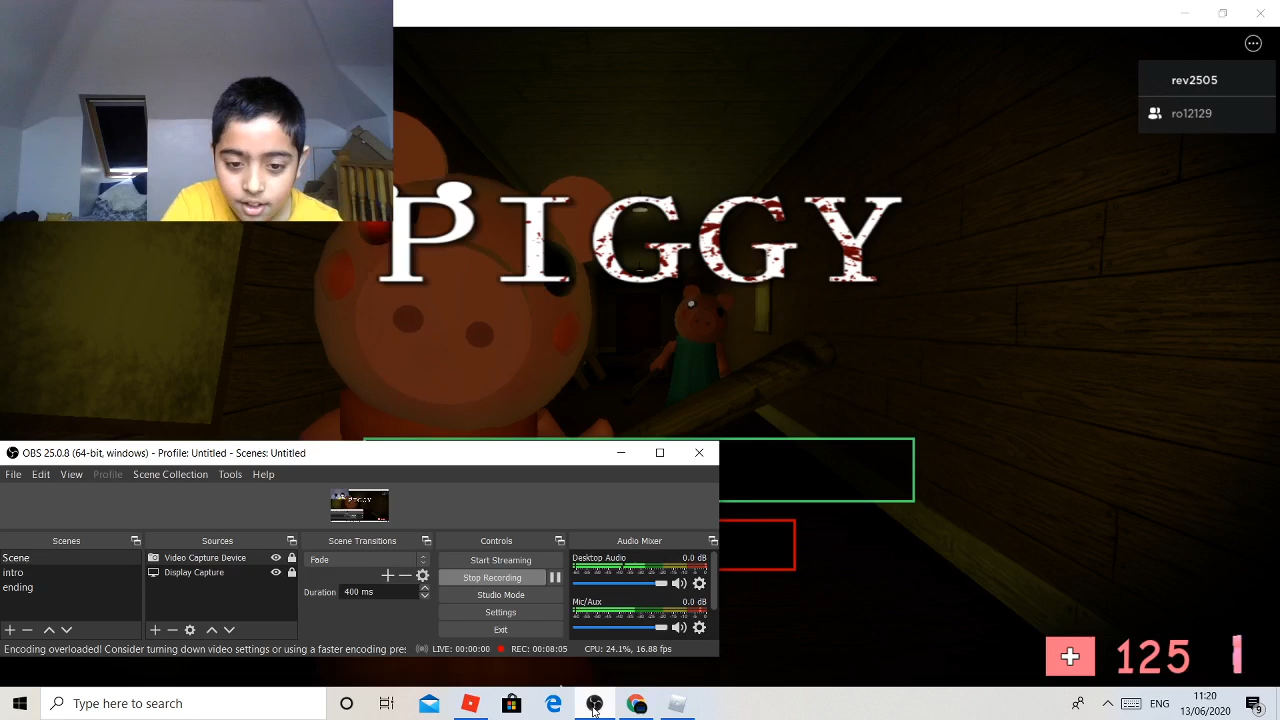 rev2505
ro12129
PIGGY
OBS 25.0.8 (64-bit, windows) - Profile: Untitled - Scenes: Untitled
File Edit View Profile Scene Collection Tools Help
Scenes Sources Scene Transitions Controls Audio Mixer
Scene
intro
ending
Video Capture Device
Display Capture
Fade
Duration 400 ms
Start Streaming
Stop Recording
Studio Mode
Settings
Exit
Desktop Audio 0.0 dB
Mic/Aux 0.0 dB
Encoding overloaded! Consider turning down video settings or using a faster encoding pres
LIVE: 00:00:00 REC: 00:08:05 CPU: 24.1%, 16.88 fps
125
Type here to search
ENG
11:20
13/06/2020